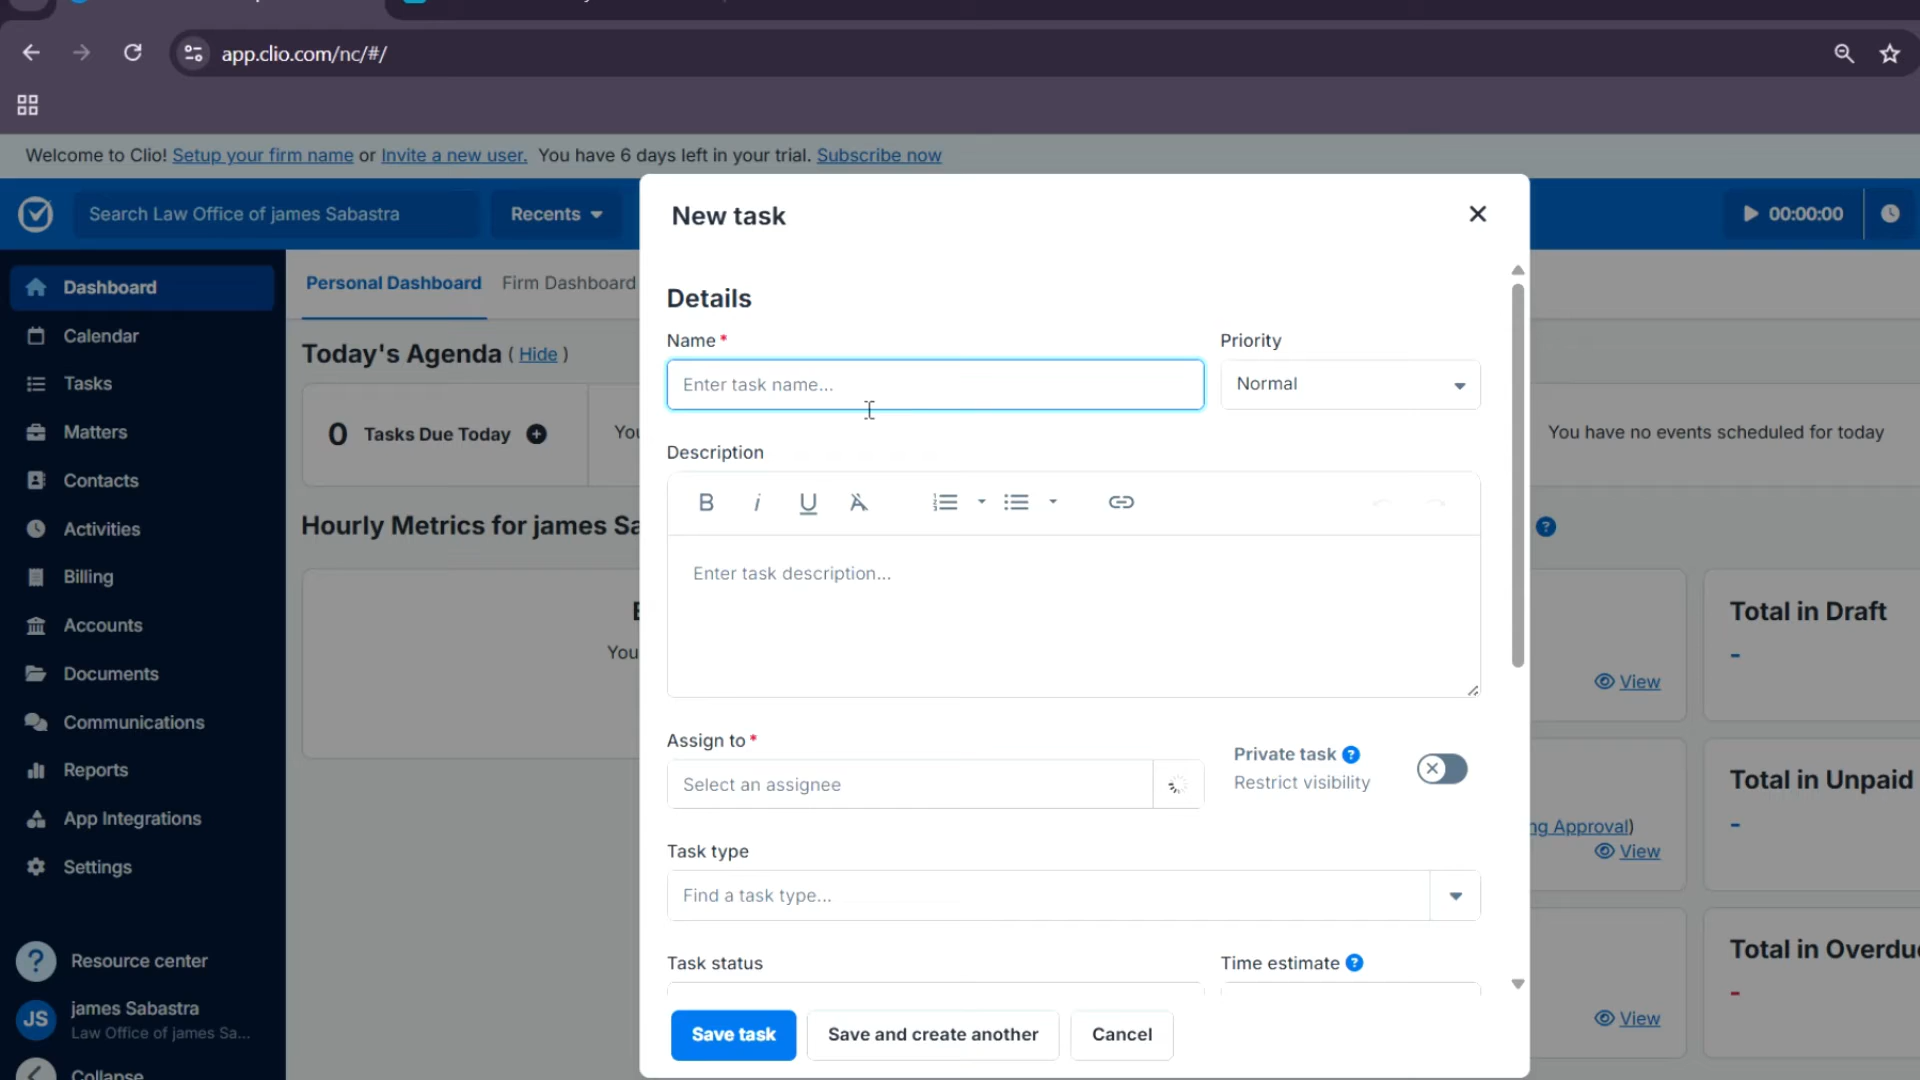 app.clio.com/nc/#/
Welcome to Clio! Setup your firm name or Invite a new user. You have 6 days left in your trial. Subscribe now
Search Law Office of james Sabastra
Recents
00:00:00
New task
Dashboard
Calendar
Tasks
Matters
Contacts
Activities
Billing
Accounts
Documents
Communications
Reports
App Integrations
Settings
Resource center
JS
james Sabastra
Law Office of james Sa...
Collapse
Personal Dashboard
Firm Dashboard
Today's Agenda ( Hide )
0 Tasks Due Today
You have no events scheduled for today
Hourly Metrics for james Sa
Details
Name *
Enter task name...
Priority
Normal
Description
B i U
Enter task description...
Assign to *
Select an assignee
Private task
Restrict visibility
Task type
Find a task type...
Task status
Time estimate
Save task
Save and create another
Cancel
Total in Draft
-
View
Total in Unpaid
-
ng Approval)
View
Total in Overdu
-
View